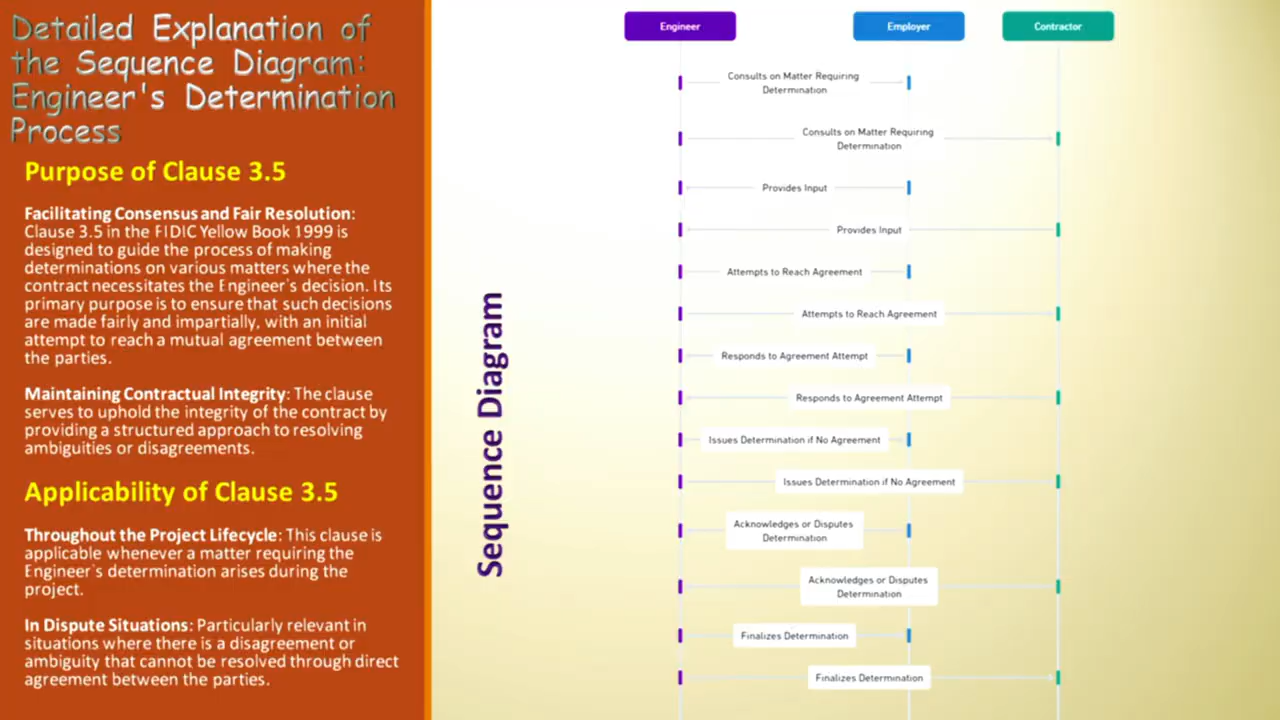 Detailed Explanation of
the Sequence Diagram:
Engineer's Determination
Process
Purpose of Clause 3.5
Facilitating Consensus and Fair Resolution:
Clause 3.5 in the FIDIC Yellow Book 1999 is
designed to guide the process of making
determinations on various matters where the
contract necessitates the Engineer's decision. Its
primary purpose is to ensure that such decisions
are made fairly and impartially, with an initial
attempt to reach a mutual agreement between
the parties.
Maintaining Contractual Integrity: The clause
serves to uphold the integrity of the contract by
providing a structured approach to resolving
ambiguities or disagreements.
Applicability of Clause 3.5
Throughout the Project Lifecycle: This clause is
applicable whenever a matter requiring the
Engineer's determination arises during the
project.
In Dispute Situations: Particularly relevant in
situations where there is a disagreement or
ambiguity that cannot be resolved through direct
agreement between the parties.
Sequence Diagram
Engineer
Employer
Contractor
Consults on Matter Requiring
Determination
Consults on Matter Requiring
Determination
Provides Input
Provides Input
Attempts to Reach Agreement
Attempts to Reach Agreement
Responds to Agreement Attempt
Responds to Agreement Attempt
Issues Determination if No Agreement
Issues Determination if No Agreement
Acknowledges or Disputes
Determination
Acknowledges or Disputes
Determination
Finalizes Determination
Finalizes Determination